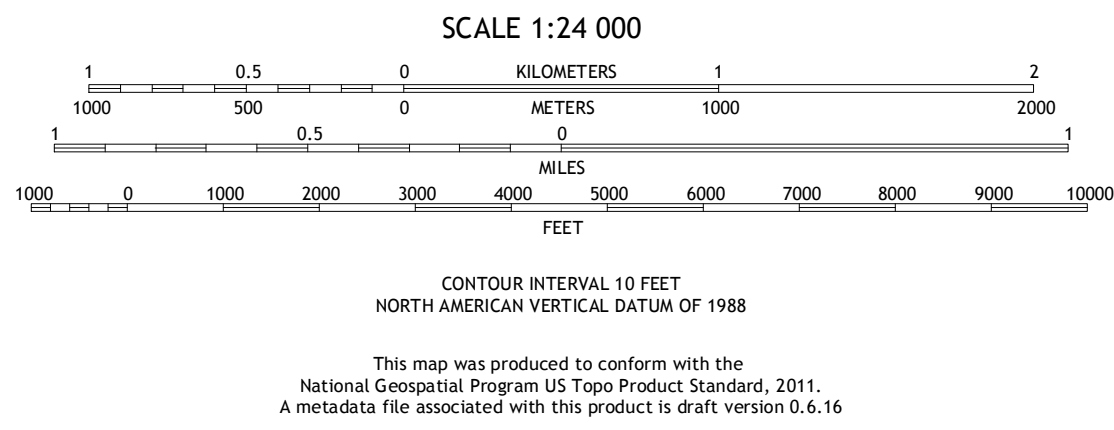 SCALE 1:24 000
1 0.5 0 KILOMETERS 1 2
1000 500 0 METERS 1000 2000
1 0.5 0 1
MILES
1000 0 1000 2000 3000 4000 5000 6000 7000 8000 9000 10000
FEET
CONTOUR INTERVAL 10 FEET
NORTH AMERICAN VERTICAL DATUM OF 1988
This map was produced to conform with the
National Geospatial Program US Topo Product Standard, 2011.
A metadata file associated with this product is draft version 0.6.16